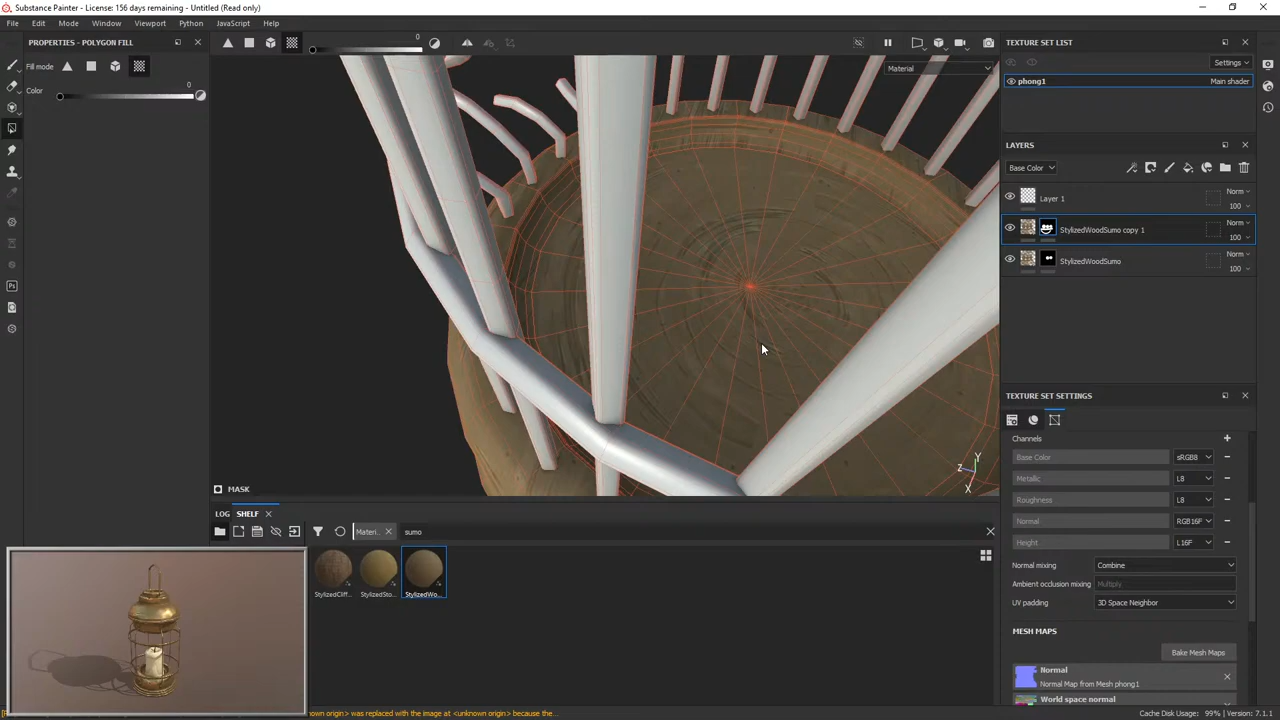 Substance Painter - License: 156 days remaining - Untitled (Read only)
File Edit Mode Window Viewport Python JavaScript Help
PROPERTIES - POLYGON FILL
Fill mode
Color 0
0
Material
TEXTURE SET LIST
Settings
phong1 Main shader
LAYERS
Base Color
Layer 1 Norm 100
StylizedWoodSumo copy 1 Norm 100
StylizedWoodSumo Norm 100
TEXTURE SET SETTINGS
Channels
Base Color sRGB8
Metallic L8
Roughness L8
Normal RGB16F
Height L16F
Normal mixing Combine
Ambient occlusion mixing Multiply
UV padding 3D Space Neighbor
MESH MAPS
Bake Mesh Maps
Normal
Normal Map from Mesh phong1
World space normal
Y
Z
X
MASK
LOG SHELF
Materi... sumo
StylizedCliff... StylizedSto... StylizedWo...
Ps
nown origin> was replaced with the image at <unknown origin> because the...
Cache Disk Usage: 99% | Version: 7.1.1